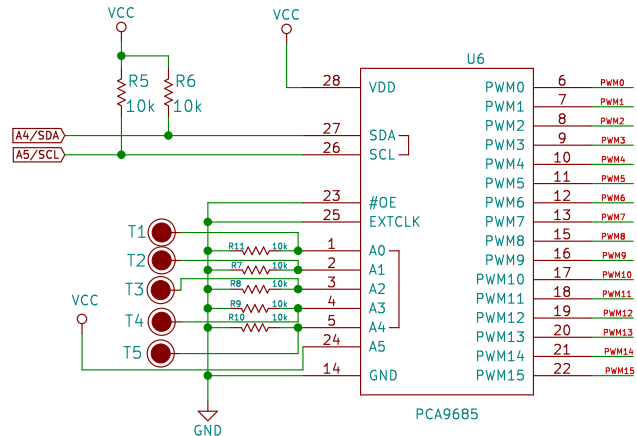 VCC
VCC
R5
10k
R6
10k
A4/SDA
A5/SCL
U6
28 VDD PWM0 6 PWM0
PWM1 7 PWM1
PWM2 8 PWM2
27 SDA PWM3 9 PWM3
26 SCL PWM4 10 PWM4
PWM5 11 PWM5
23 #OE PWM6 12 PWM6
25 EXTCLK PWM7 13 PWM7
T1
PWM8 15 PWM8
R11 10k 1 A0 PWM9 16 PWM9
T2
R7 10k 2 A1 PWM10 17 PWM10
T3
R8 10k 3 A2 PWM11 18 PWM11
VCC
R9 10k 4 A3 PWM12 19 PWM12
T4
R10 10k 5 A4 PWM13 20 PWM13
T5
24 A5 PWM14 21 PWM14
14 GND PWM15 22 PWM15
PCA9685
GND